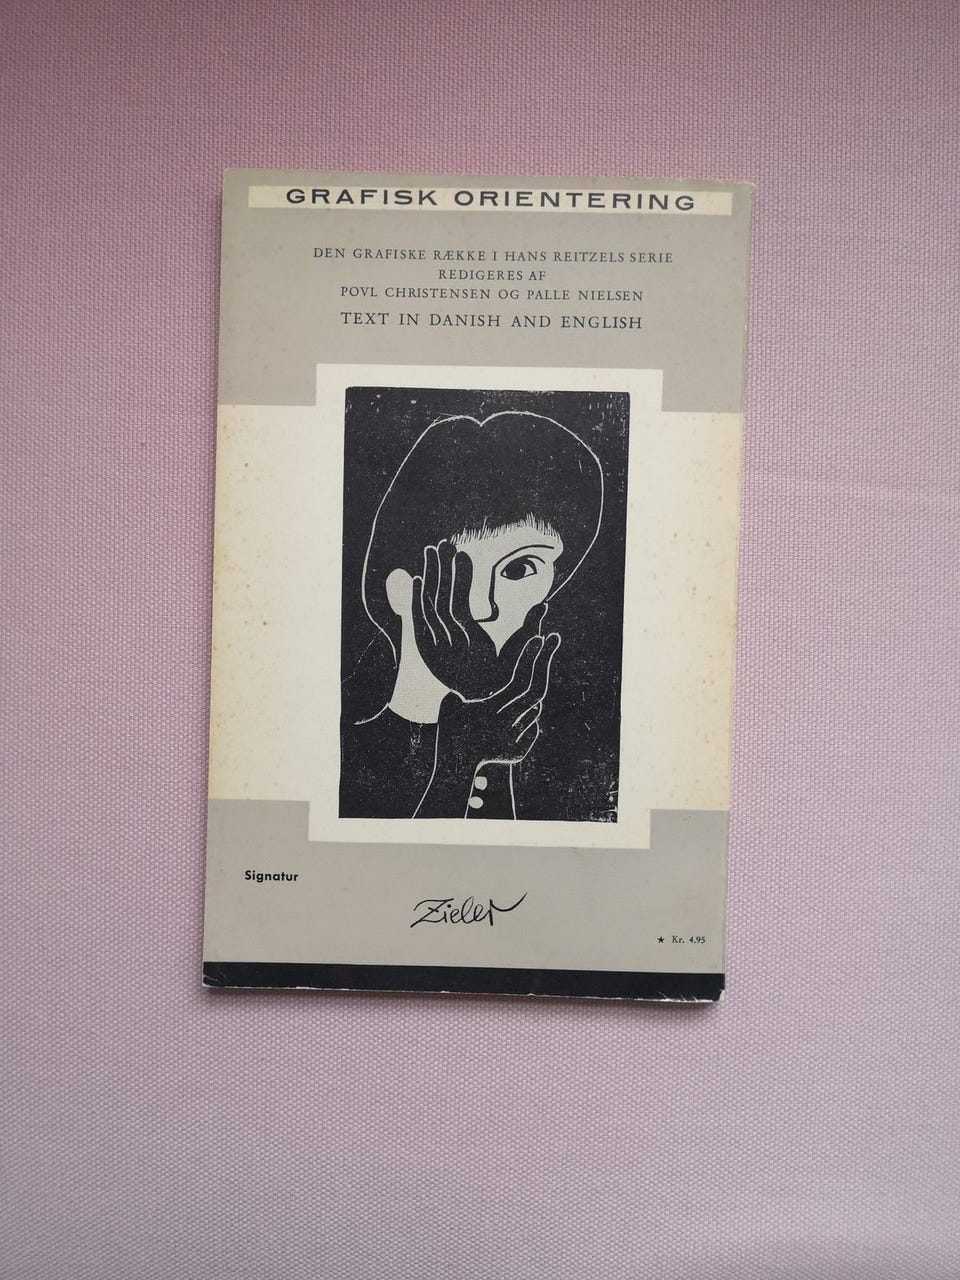 GRAFISK ORIENTERING
DEN GRAFISKE RÆKKE I HANS REITZELS SERIE
REDIGERES AF
POVL CHRISTENSEN OG PALLE NIELSEN
TEXT IN DANISH AND ENGLISH
Signatur
Zieler
★ Kr. 4,95